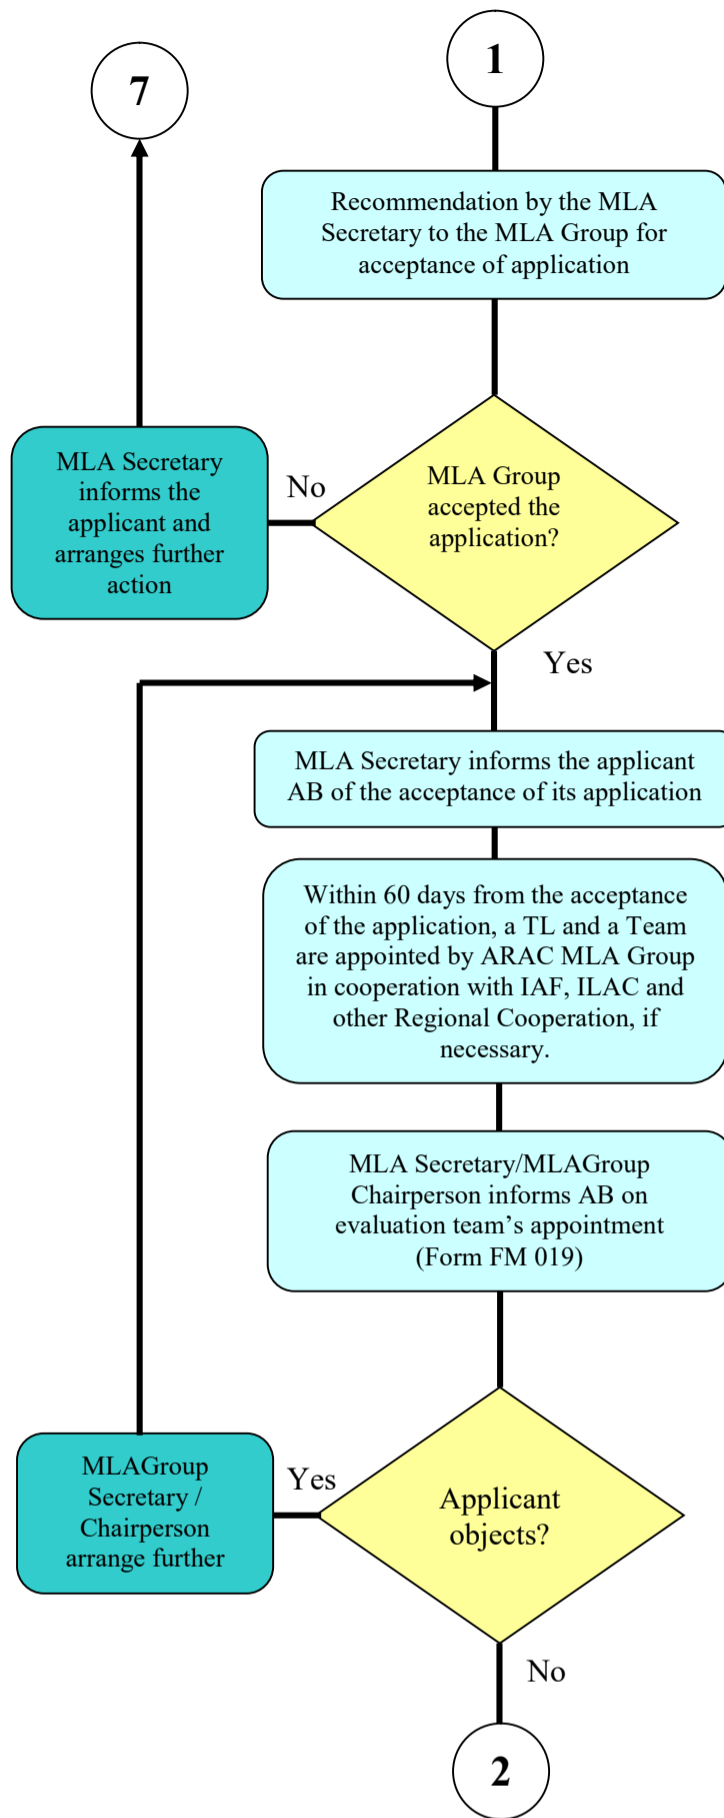 7
1
Recommendation by the MLA
Secretary to the MLA Group for
acceptance of application
MLA Group
accepted the
application?
No
MLA Secretary
informs the
applicant and
arranges further
action
Yes
MLA Secretary informs the applicant
AB of the acceptance of its application
Within 60 days from the acceptance
of the application, a TL and a Team
are appointed by ARAC MLA Group
in cooperation with IAF, ILAC and
other Regional Cooperation, if
necessary.
MLA Secretary/MLAGroup
Chairperson informs AB on
evaluation team’s appointment
(Form FM 019)
Applicant
objects?
Yes
MLAGroup
Secretary /
Chairperson
arrange further
No
2